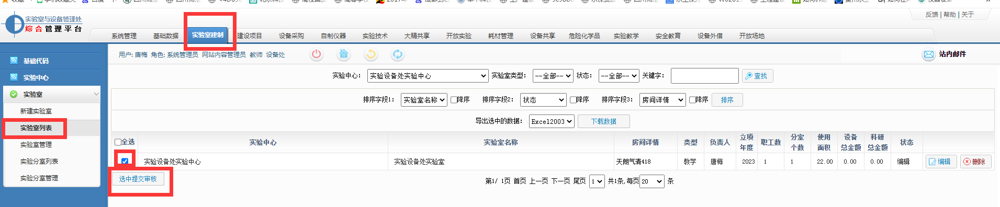 实验室与设备管理处
综合管理平台
反馈 | 帮助 | 关于
系统管理 基础数据 实验室建制 建设项目 设备采购 自制仪器 实验技术 大精共享 开放实验 耗材管理 设备共享 危险化学品 实验教学 安全教育 设备外借 开放场地
用户: 唐梅 角色: 系统管理员 网站内容管理员 教师 设备处
站内邮件
基础代码
实验中心
实验室
新建实验室
实验室列表
实验室管理
实验分室列表
实验分室管理
实验中心: 实验设备处实验中心 实验室类型: --全部-- 状态: --全部-- 关键字: 查找
排序字段1: 实验室名称 降序 排序字段2: 状态 降序 排序字段3: 房间详情 降序 排序
导出选中的数据: Excel2003 下载数据
全选 实验中心 实验室名称 房间详情 类型 负责人 立项年度 职工数 分室个数 使用面积 设备总金额 科研总金额 状态
实验设备处实验中心 实验设备处实验室 天朗气清418 教学 唐梅 2023 1 1 22.00 0.00 0.00 编辑 编辑 删除
选中提交审核
第1/ 1页 首页 上一页 下一页 尾页 1 共1条,每页 20 条